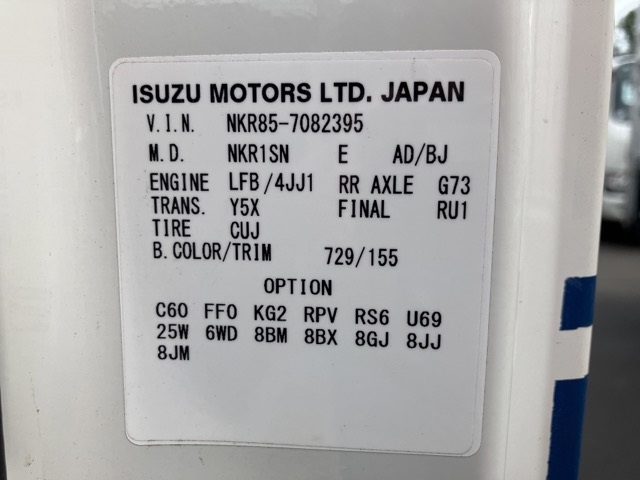 ISUZU MOTORS LTD. JAPAN
V.I.N. NKR85-7082395
M.D. NKR1SN E AD/BJ
ENGINE LFB/4JJ1 RR AXLE G73
TRANS. Y5X FINAL RU1
TIRE CUJ
B.COLOR/TRIM 729/155
OPTION
C60 FF0 KG2 RPV RS6 U69
25W 6WD 8BM 8BX 8GJ 8JJ
8JM